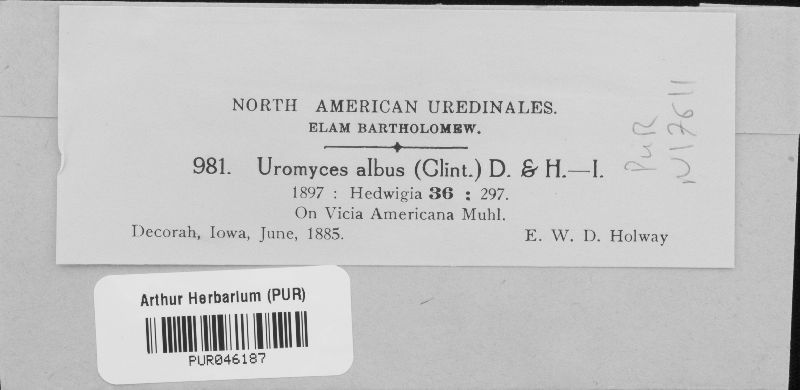 NORTH AMERICAN UREDINALES.
ELAM BARTHOLOMEW.
981. Uromyces albus (Clint.) D. & H.—I.
1897 : Hedwigia 36 : 297.
On Vicia Americana Muhl.
Decorah, Iowa, June, 1885. E. W. D. Holway
PUR
N17611
Arthur Herbarium (PUR)
PUR046187